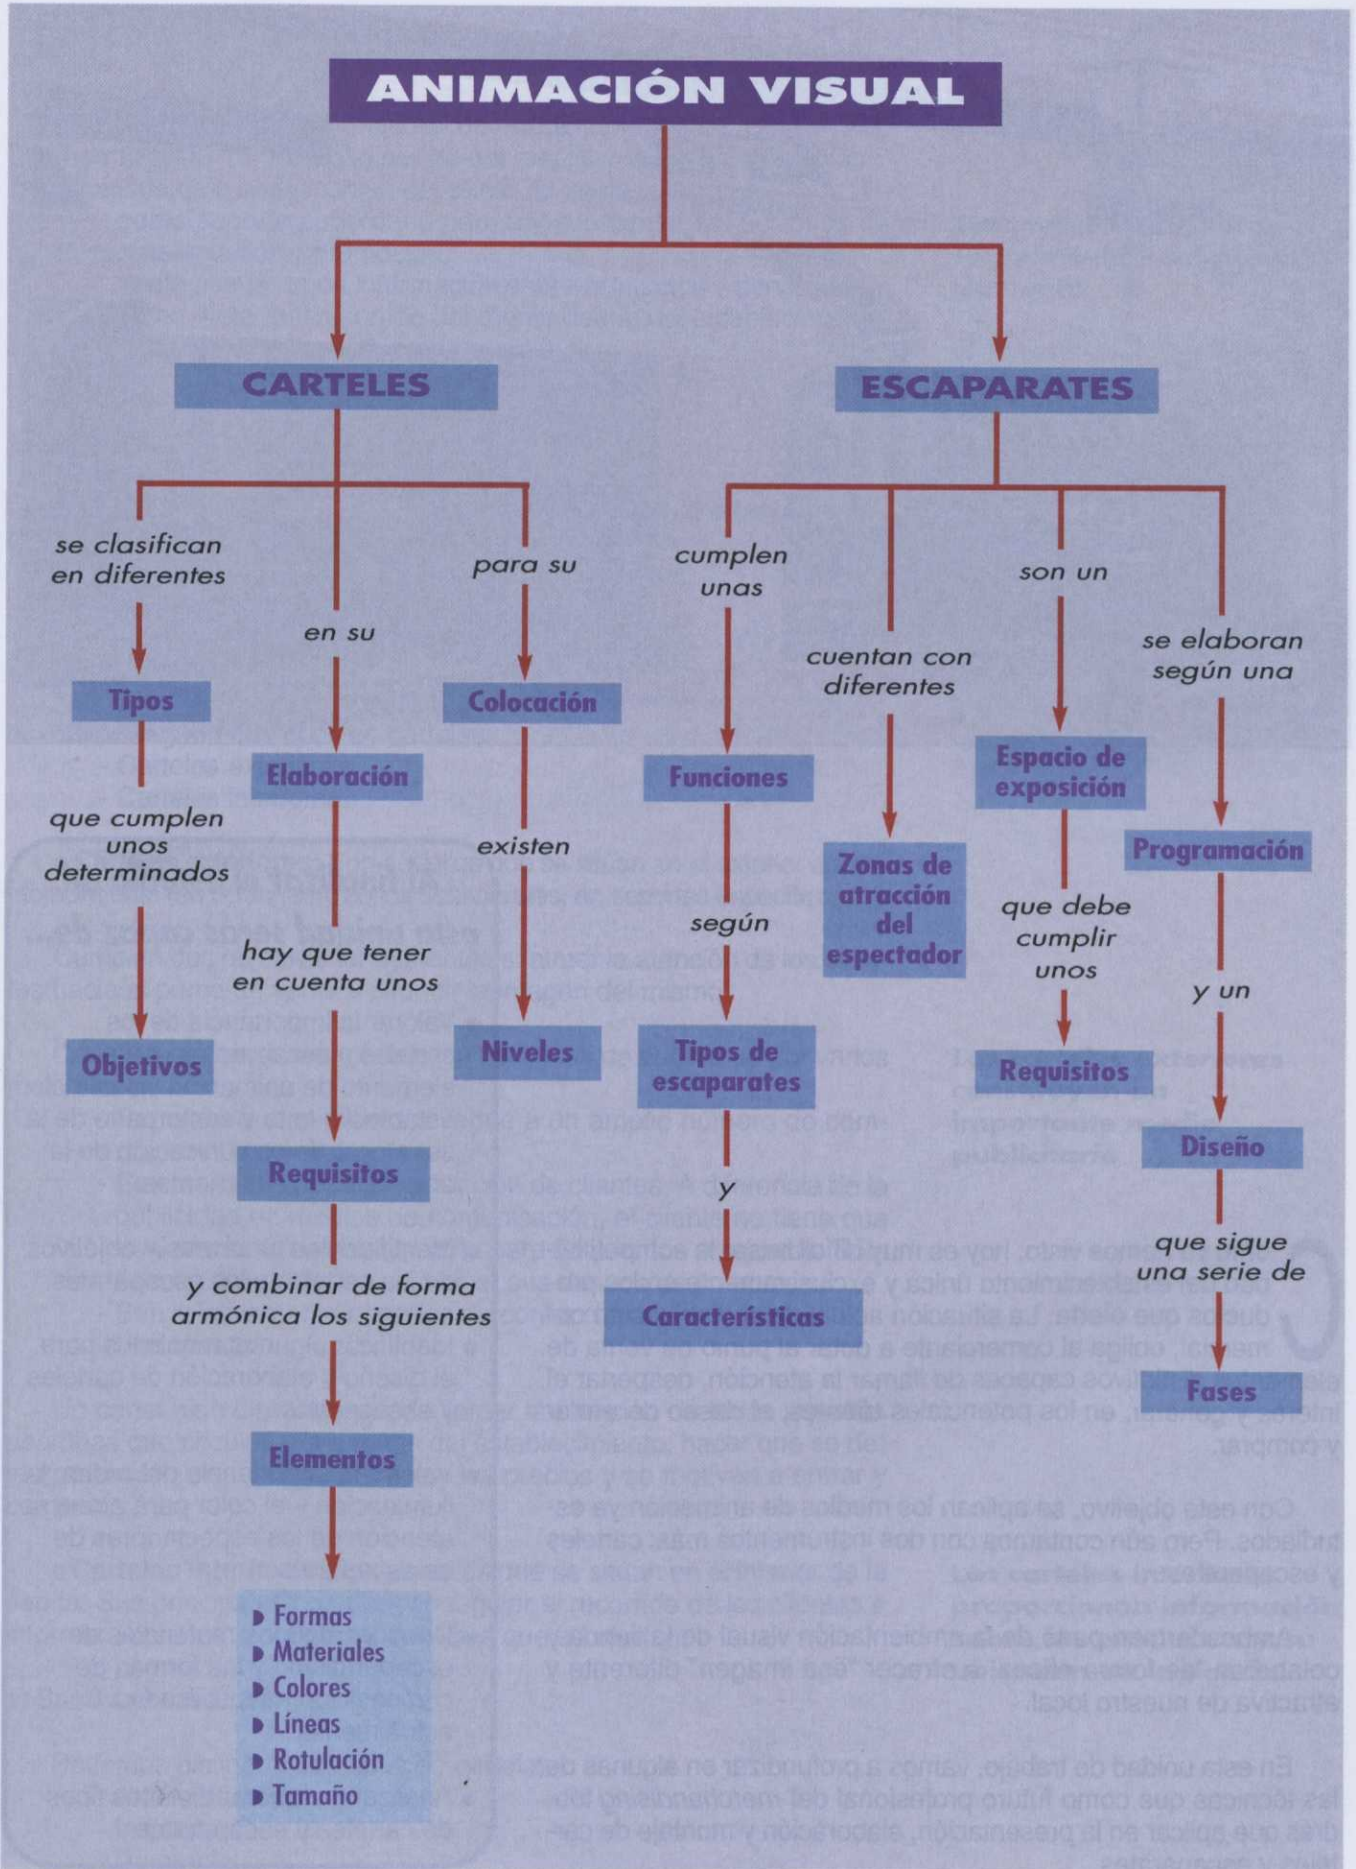 ANIMACIÓN VISUAL
CARTELES
ESCAPARATES
se clasifican
en diferentes
en su
para su
cumplen
unas
cuentan con
diferentes
son un
se elaboran
según una
Tipos
Elaboración
Colocación
Funciones
Zonas de
atracción
del
espectador
Espacio de
exposición
Programación
que cumplen
unos
determinados
hay que tener
en cuenta unos
existen
según
que debe
cumplir
unos
y un
Objetivos
Requisitos
Niveles
Tipos de
escaparates
Requisitos
Diseño
y combinar de forma
armónica los siguientes
y
que sigue
una serie de
Elementos
Características
Fases
Formas
Materiales
Colores
Líneas
Rotulación
Tamaño